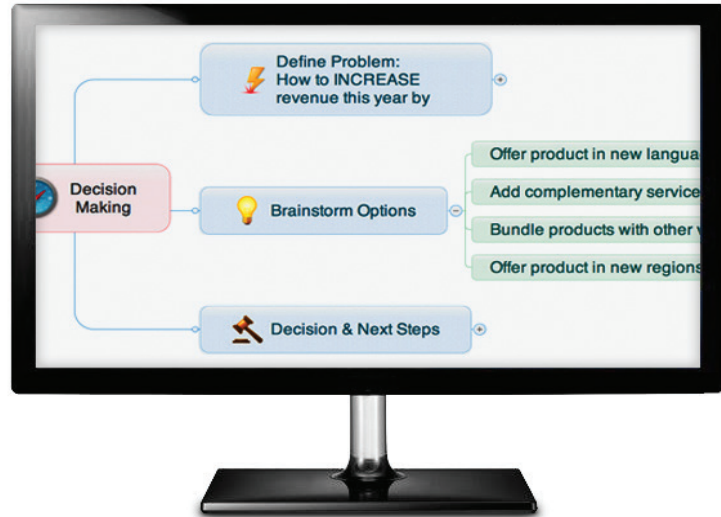 Define Problem:
How to INCREASE
revenue this year by
Decision
Making
Brainstorm Options
Offer product in new
Add complementary service
Bundle products with other
Offer product in new regions
Decision & Next Steps